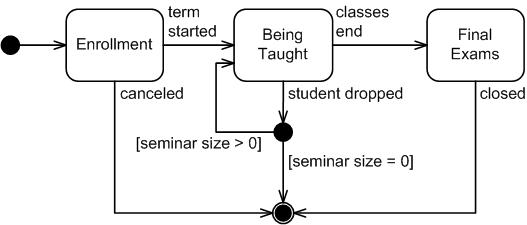 term
started
classes
end
Enrollment
Being
Taught
Final
Exams
canceled
student dropped
closed
[seminar size > 0]
[seminar size = 0]